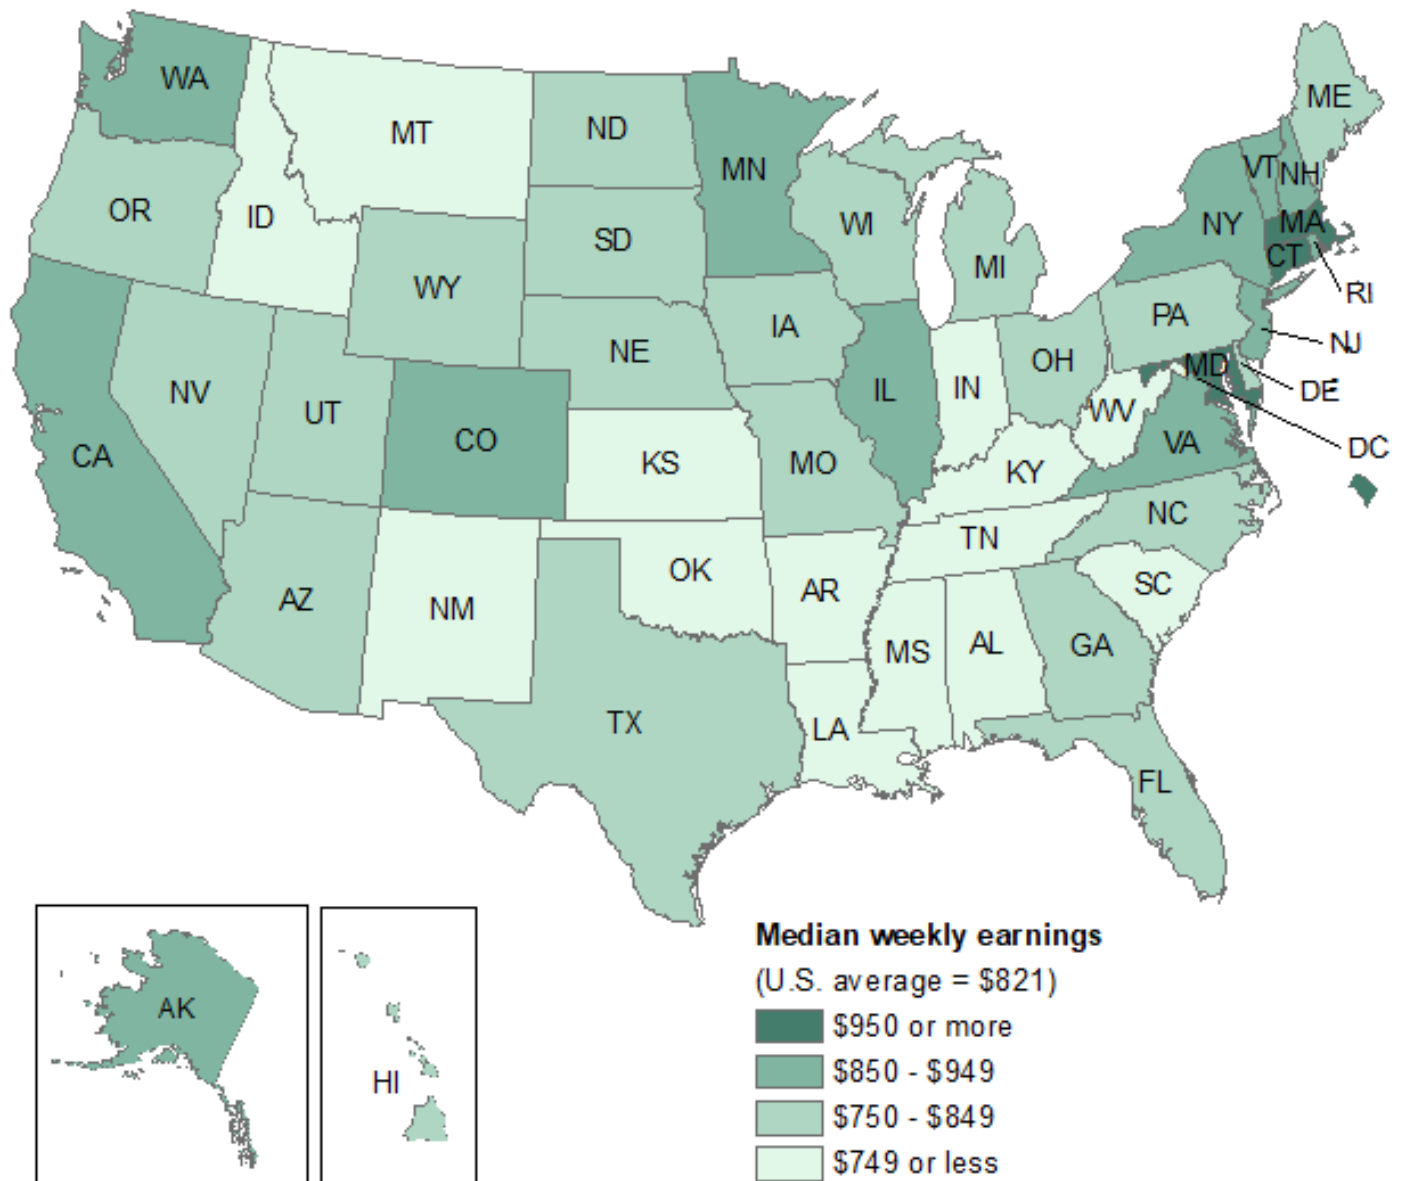 WA
MT
ND
MN
ME
VT
NH
OR
ID
SD
WI
NY
MA
WY
MI
CT
RI
IA
PA
NJ
NE
OH
MD
NV
UT
IL
IN
DE
WV
CO
VA
DC
CA
KS
MO
KY
NC
TN
OK
AR
SC
AZ
NM
MS
AL
GA
TX
LA
FL
AK
HI
Median weekly earnings
(U.S. average = $821)
$950 or more
$850 - $949
$750 - $849
$749 or less